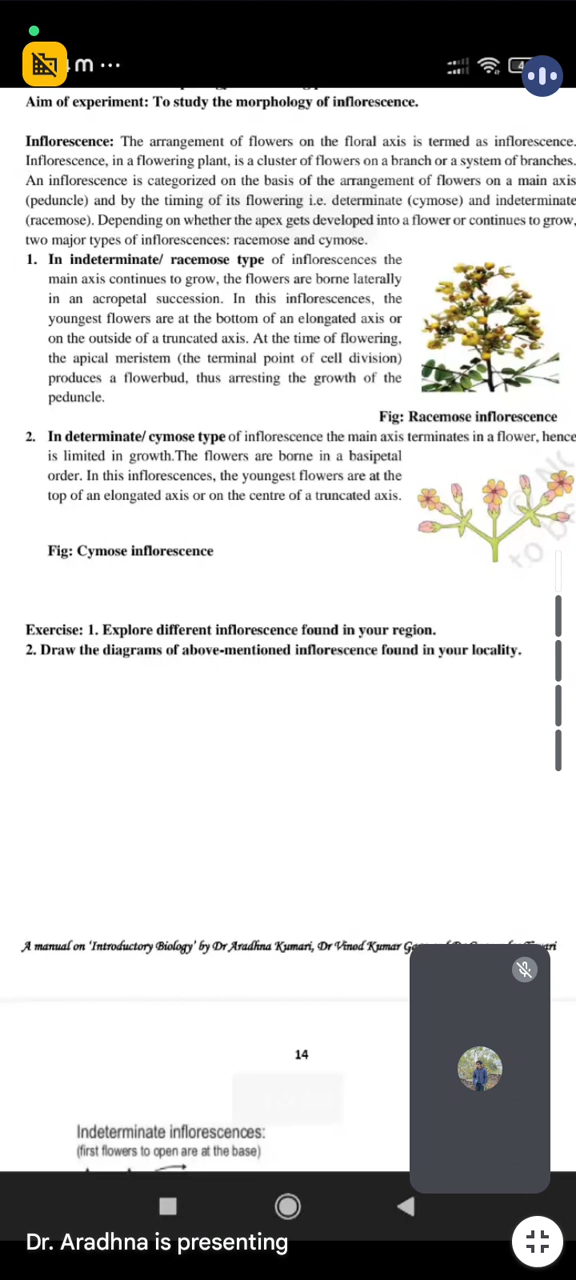 m ...
Aim of experiment: To study the morphology of inflorescence.
Inflorescence: The arrangement of flowers on the floral axis is termed as inflorescence.
Inflorescence, in a flowering plant, is a cluster of flowers on a branch or a system of branches.
An inflorescence is categorized on the basis of the arrangement of flowers on a main axis
(peduncle) and by the timing of its flowering i.e. determinate (cymose) and indeterminate
(racemose). Depending on whether the apex gets developed into a flower or continues to grow,
two major types of inflorescences: racemose and cymose.
1. In indeterminate/ racemose type of inflorescences the
main axis continues to grow, the flowers are borne laterally
in an acropetal succession. In this inflorescences, the
youngest flowers are at the bottom of an elongated axis or
on the outside of a truncated axis. At the time of flowering,
the apical meristem (the terminal point of cell division)
produces a flowerbud, thus arresting the growth of the
peduncle.
Fig: Racemose inflorescence
2. In determinate/ cymose type of inflorescence the main axis terminates in a flower, hence
is limited in growth.The flowers are borne in a basipetal
order. In this inflorescences, the youngest flowers are at the
top of an elongated axis or on the centre of a truncated axis.
to be
Fig: Cymose inflorescence
Exercise: 1. Explore different inflorescence found in your region.
2. Draw the diagrams of above-mentioned inflorescence found in your locality.
A manual on 'Introductory Biology' by Dr Aradhna Kumari, Dr Vinod Kumar
14
Indeterminate inflorescences:
(first flowers to open are at the base)
Dr. Aradhna is presenting